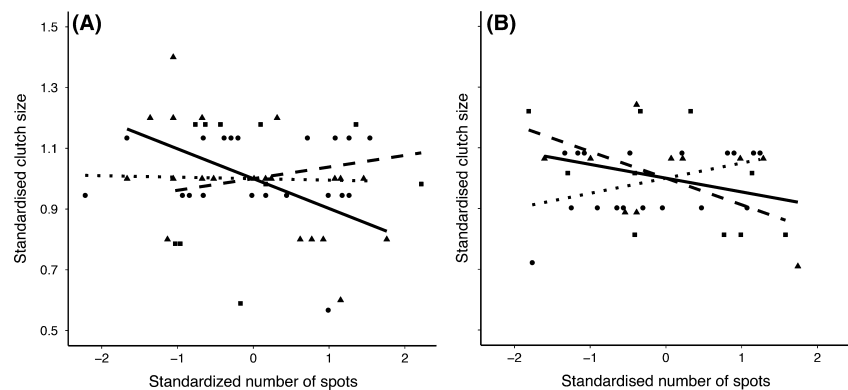 (A)
(B)
Standardised clutch size
1.5
1.3
1.1
0.9
0.7
0.5
−2 −1 0 1 2
Standardized number of spots
Standardised clutch size
−2 −1 0 1 2
Standardised number of spots